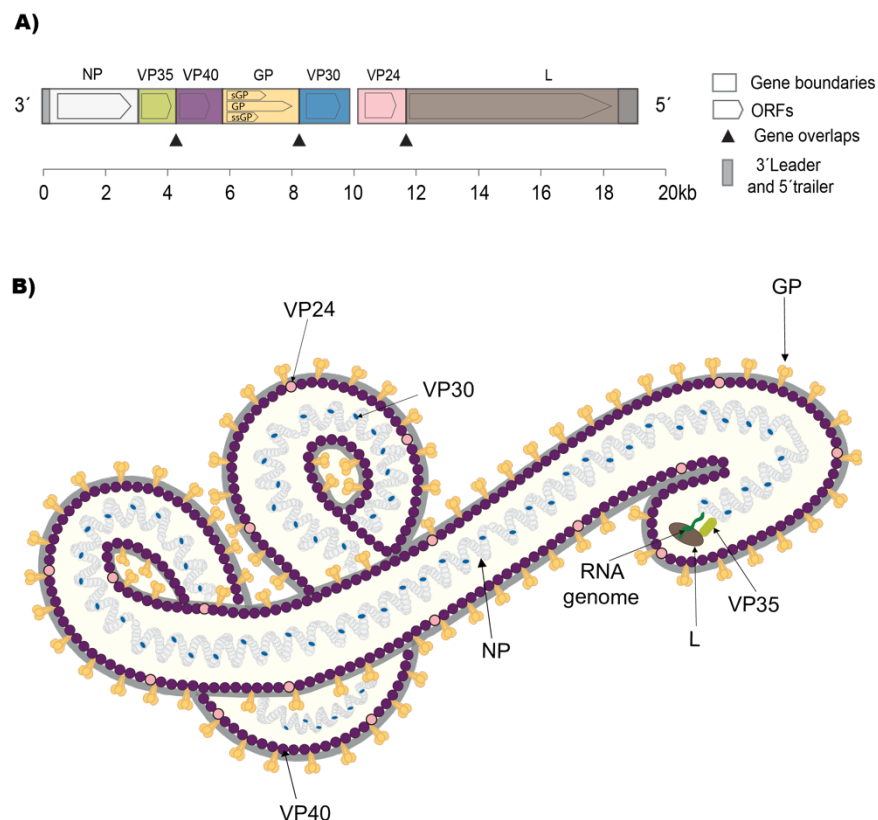 A)
NP VP35 VP40 GP VP30 VP24 L
3´ sGP GP ssGP 5´
Gene boundaries
ORFs
Gene overlaps
3´Leader
and 5´trailer
0 2 4 6 8 10 12 14 16 18 20kb
B)
GP
VP24
VP30
RNA
genome
VP35
L
NP
VP40